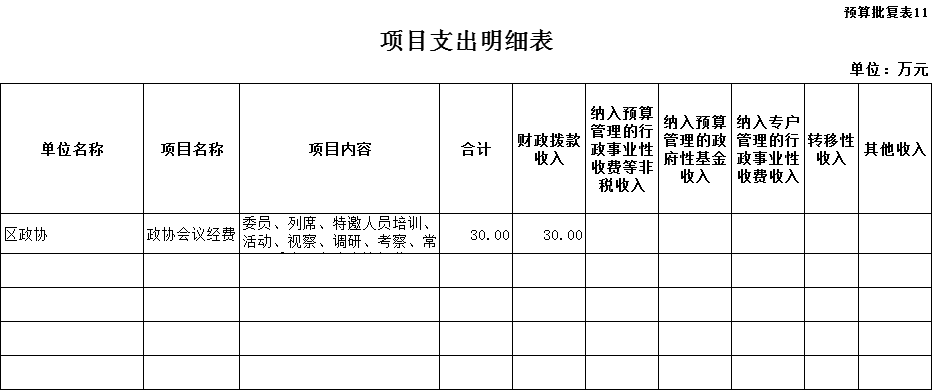 预算批复表11
项目支出明细表
单位：万元
单位名称
项目名称
项目内容
合计
财政拨款
收入
纳入预算
管理的行
政事业性
收费等非
税收入
纳入预算
管理的政
府性基金
收入
纳入专户
管理的行
政事业性
收费收入
转移性
收入
其他收入
区政协
政协会议经费
委员、列席、特邀人员培训、
活动、视察、调研、考察、常
30.00
30.00